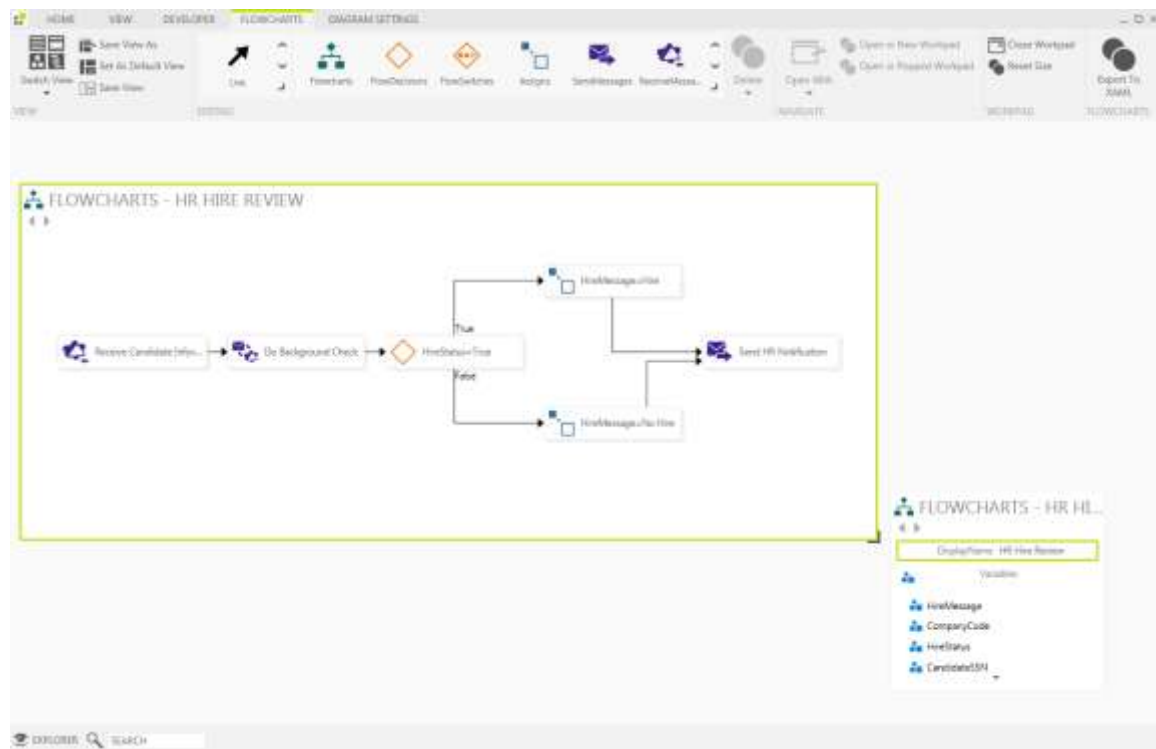 HOME VIEW DEVELOPER FLOWCHARTS DIAGRAM SETTINGS
Switch View
Save View As
Set As Default View
Save View
Link
Flowcharts
FlowDecisions
FlowSwitches
Assigns
SendMessages
Delete
Open With
Open in New Workpad
Open in Popped Workpad
Close Workpad
Reset Size
Export To
XAML
VIEW EDITING NAVIGATE WORKPAD FLOWCHARTS
FLOWCHARTS - HR HIRE REVIEW
HireMessage=Hire
True
Receive Candidate Infor...
Do Background Check
HireStatus=True
Send HR Notification
False
HireMessage=No Hire
FLOWCHARTS - HR HI...
DisplayName HR Hire Review
Variables
HireMessage
CompanyCode
HireStatus
CandidateSSN
EXPLORER SEARCH